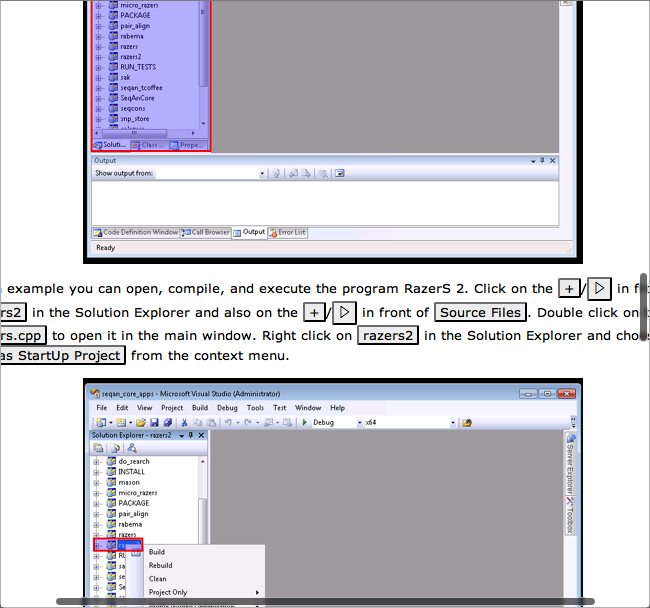 micro_razers
PACKAGE
pair_align
rabema
razers
razers2
RUN_TESTS
sak
seqan_tcoffee
SeqAnCore
seqcons
snp_store
Soluti... Class ... Prope...
Output
Show output from:
Code Definition Window Call Browser Output Error List
Ready
example you can open, compile, and execute the program RazerS 2. Click on the + / ▷ in f
rs2 in the Solution Explorer and also on the + / ▷ in front of Source Files . Double click on
rs.cpp to open it in the main window. Right click on razers2 in the Solution Explorer and choo
as StartUp Project from the context menu.
seqan_core_apps - Microsoft Visual Studio (Administrator)
File Edit View Project Build Debug Tools Test Window Help
Debug x64
Solution Explorer - razers2
do_search
INSTALL
mason
micro_razers
PACKAGE
pair_align
rabema
razers
Build
Rebuild
Clean
Project Only
Server Explorer
Toolbox